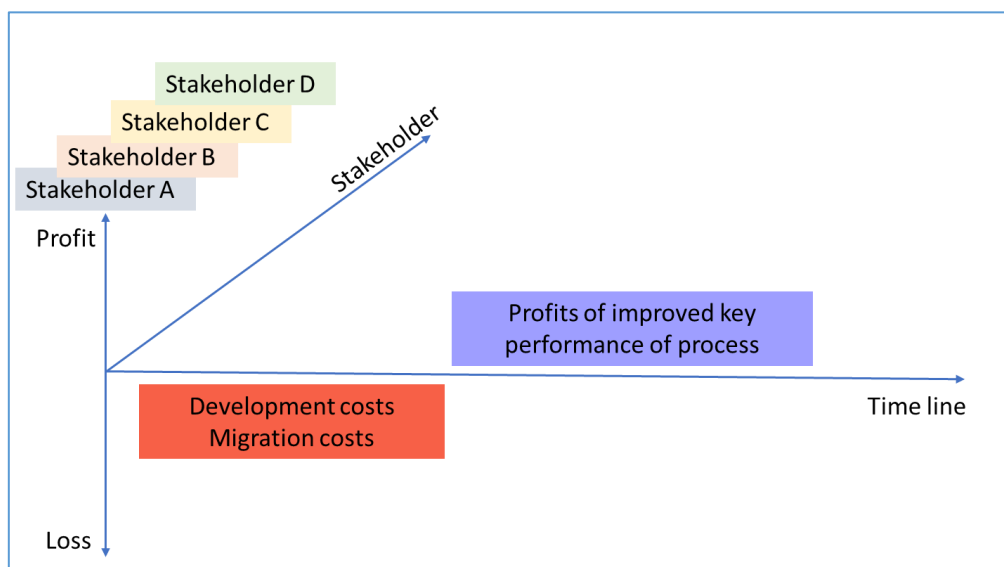 Stakeholder D
Stakeholder C
Stakeholder B
Stakeholder A
Stakeholder
Profit
Profits of improved key
performance of process
Development costs
Migration costs
Time line
Loss